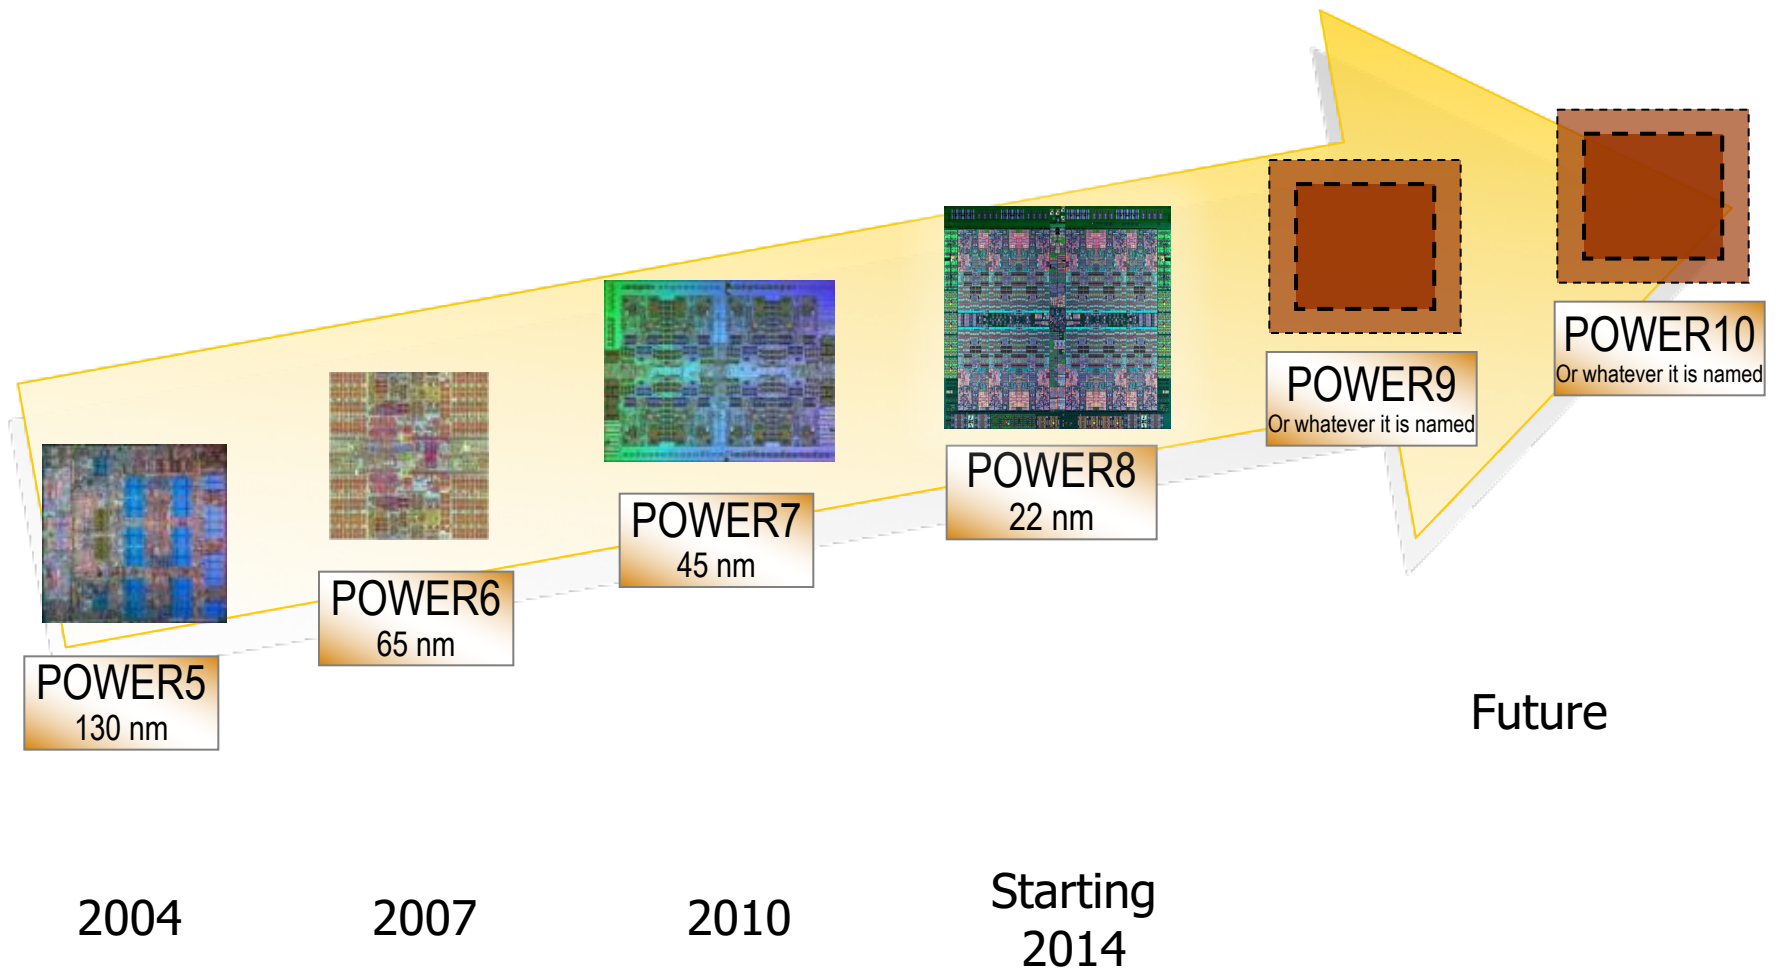 POWER5
130 nm
POWER6
65 nm
POWER7
45 nm
POWER8
22 nm
POWER9
Or whatever it is named
POWER10
Or whatever it is named
Future
2004
2007
2010
Starting
2014